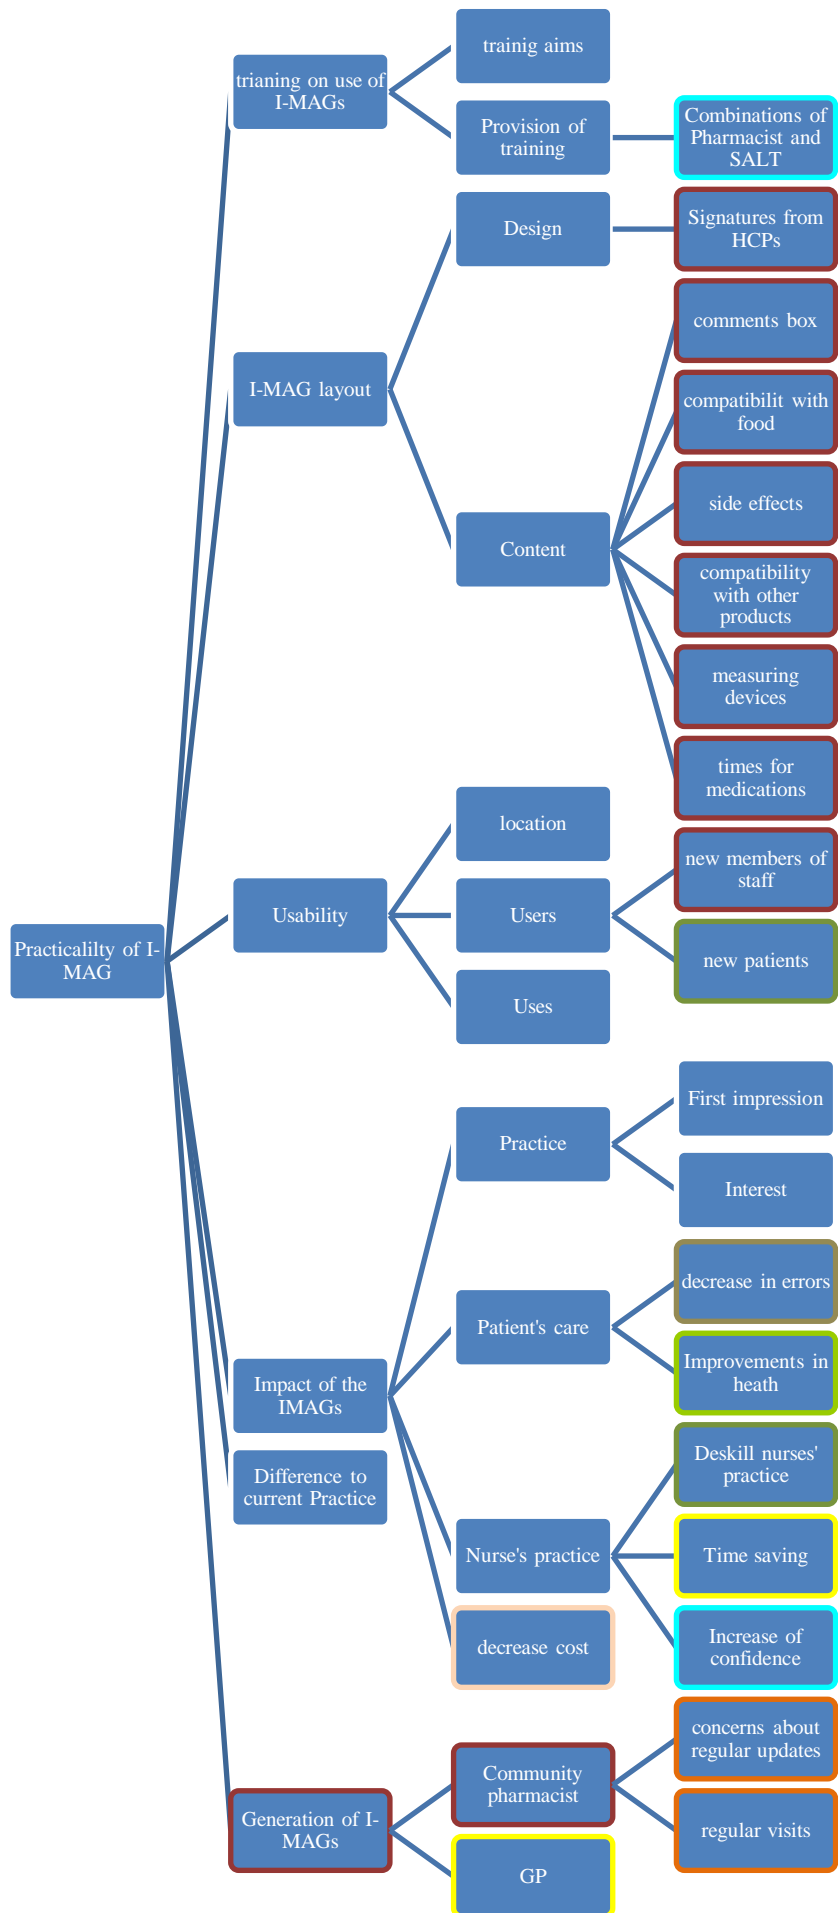 trainig aims
trianing on use of
I-MAGs
Provision of
training
Combinations of
Pharmacist and
SALT
Design
Signatures from
HCPs
comments box
I-MAG layout
compatibilit with
food
side effects
Content
compatibility
with other
products
measuring
devices
times for
medications
location
new members of
staff
Usability
Users
Practicalilty of I-
MAG
new patients
Uses
First impression
Practice
Interest
decrease in errors
Patient's care
Improvements in
heath
Impact of the
IMAGs
Deskill nurses'
practice
Difference to
current Practice
Nurse's practice
Time saving
decrease cost
Increase of
confidence
concerns about
regular updates
Community
pharmacist
Generation of I-
MAGs
regular visits
GP